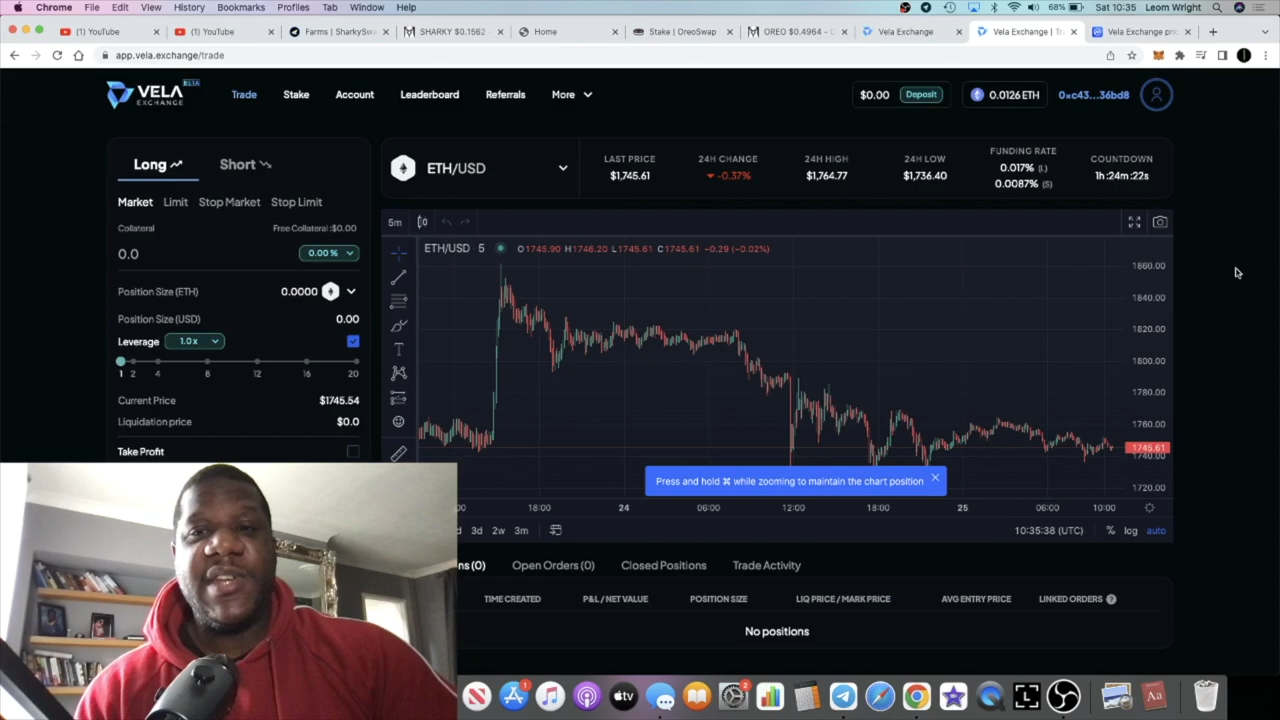 Chrome File Edit View History Bookmarks Profiles Tab Window Help 68% Sat 10:35 Leom Wright
(1) YouTube (1) YouTube Farms | SharkySwa SHARKY $0.1562 Home Stake | OreoSwap OREO $0.4964 - O Vela Exchange Vela Exchange | Tr Vela Exchange pri
app.vela.exchange/trade
VELA BETA
EXCHANGE
Trade Stake Account Leaderboard Referrals More $0.00 Deposit 0.0126 ETH 0xc43...36bd8
Long Short
ETH/USD
LAST PRICE 24H CHANGE 24H HIGH 24H LOW FUNDING RATE COUNTDOWN
$1,745.61 -0.37% $1,764.77 $1,736.40 0.017% (L) 1h:24m:22s
0.0087% (S)
Market Limit Stop Market Stop Limit
5m
Collateral Free Collateral :$0.00
0.0 0.00 %
ETH/USD 5 O1745.90 H1746.20 L1745.61 C1745.61 −0.29 (−0.02%)
Position Size (ETH) 0.0000
Position Size (USD) 0.00
Leverage 1.0x
1 2 4 8 12 16 20
Current Price $1745.54
Liquidation price $0.0
Take Profit
1860.00
1840.00
1820.00
1800.00
1780.00
1760.00
1745.61
1740.00
1720.00
Press and hold ⌘ while zooming to maintain the chart position
:00 18:00 24 06:00 12:00 18:00 25 06:00 10:00
d 3d 2w 3m 10:35:38 (UTC) % log auto
ns (0) Open Orders (0) Closed Positions Trade Activity
TIME CREATED P&L / NET VALUE POSITION SIZE LIQ PRICE / MARK PRICE AVG ENTRY PRICE LINKED ORDERS
No positions
1 tv 2 L Aa